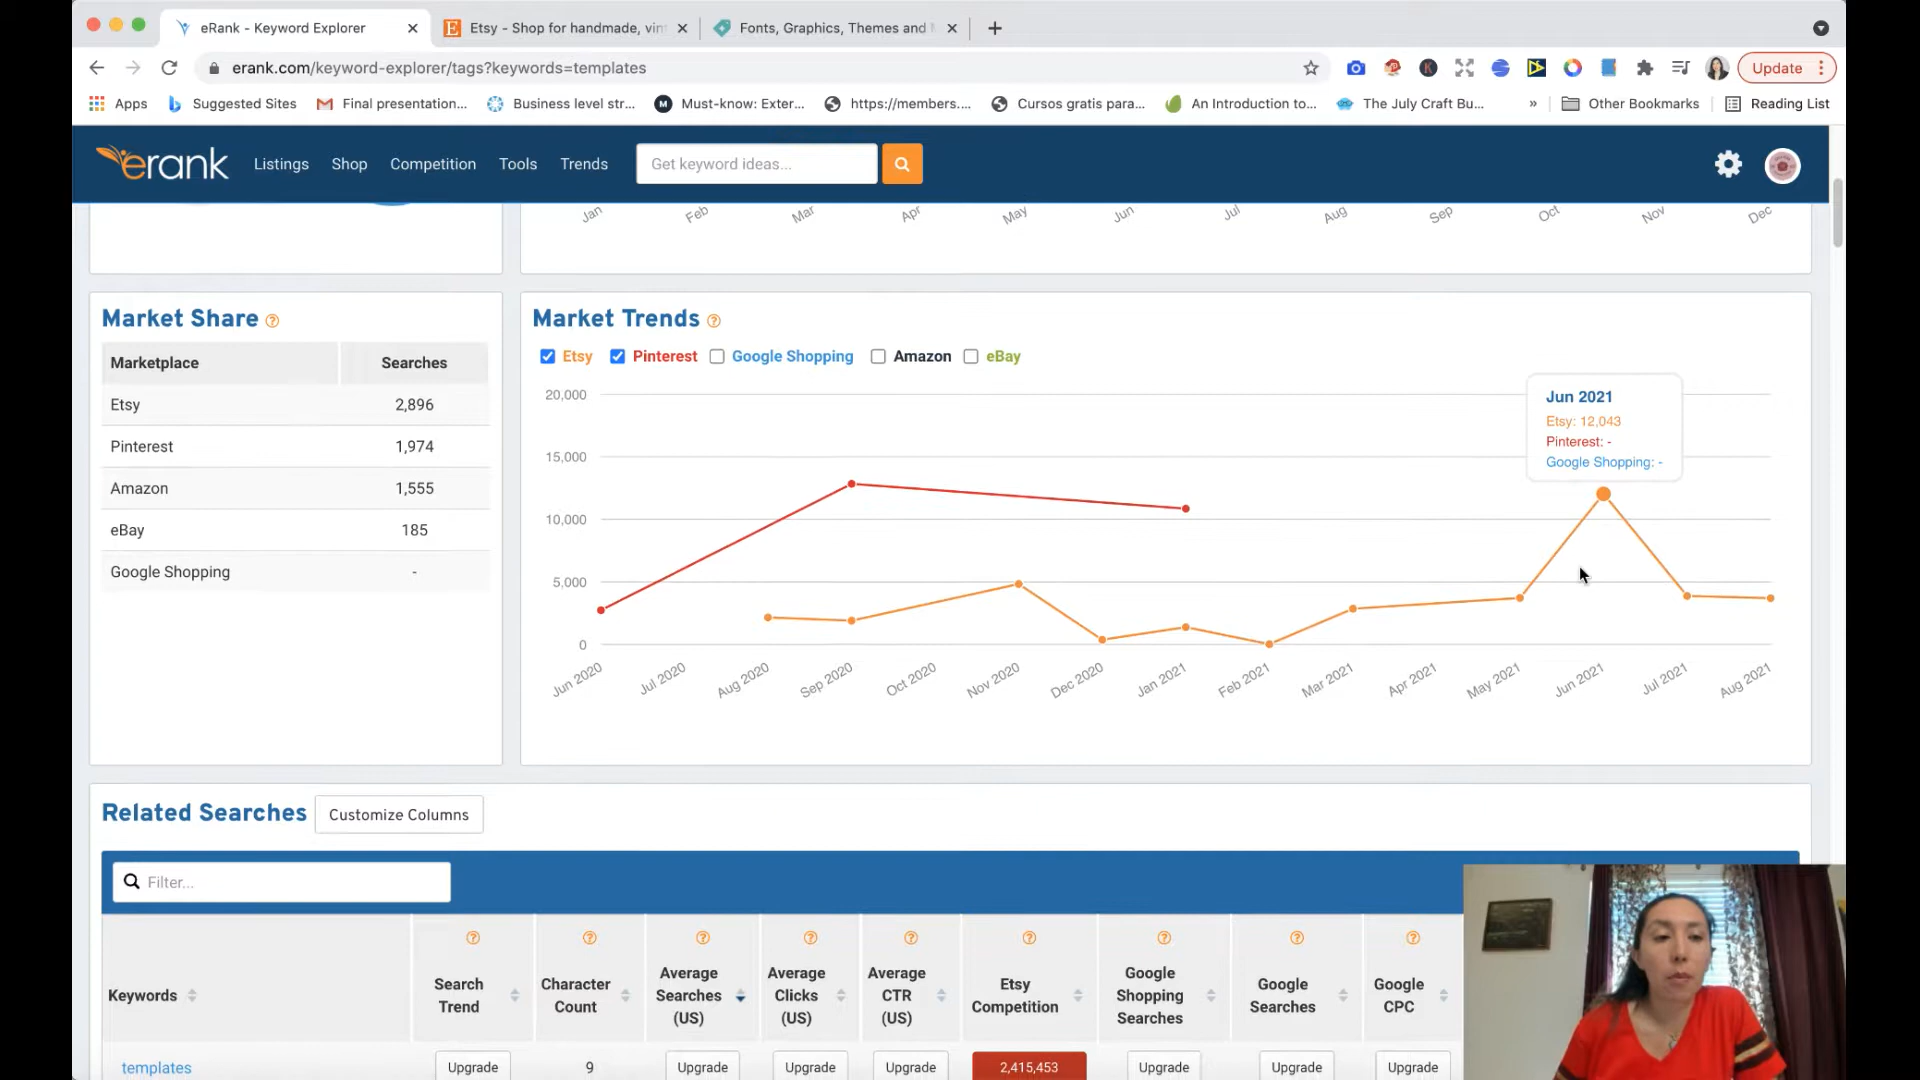 eRank - Keyword Explorer
Etsy - Shop for handmade, vin
Fonts, Graphics, Themes and
erank.com/keyword-explorer/tags?keywords=templates
Update
Apps
Suggested Sites
Final presentation...
Business level str...
Must-know: Exter...
https://members....
Cursos gratis para...
An Introduction to...
The July Craft Bu...
»
Other Bookmarks
Reading List
erank
Listings
Shop
Competition
Tools
Trends
Get keyword ideas...
Jan Feb Mar Apr May Jun Jul Aug Sep Oct Nov Dec
Market Share
Marketplace Searches
Etsy 2,896
Pinterest 1,974
Amazon 1,555
eBay 185
Google Shopping -
Market Trends
Etsy Pinterest Google Shopping Amazon eBay
20,000
15,000
10,000
5,000
0
Jun 2021
Etsy: 12,043
Pinterest: -
Google Shopping: -
Jun 2020 Jul 2020 Aug 2020 Sep 2020 Oct 2020 Nov 2020 Dec 2020 Jan 2021 Feb 2021 Mar 2021 Apr 2021 May 2021 Jun 2021 Jul 2021 Aug 2021
Related Searches
Customize Columns
Filter...
Keywords
Search Trend
Character Count
Average Searches (US)
Average Clicks (US)
Average CTR (US)
Etsy Competition
Google Shopping Searches
Google Searches
Google CPC
templates Upgrade 9 Upgrade Upgrade Upgrade 2,415,453 Upgrade Upgrade Upgrade